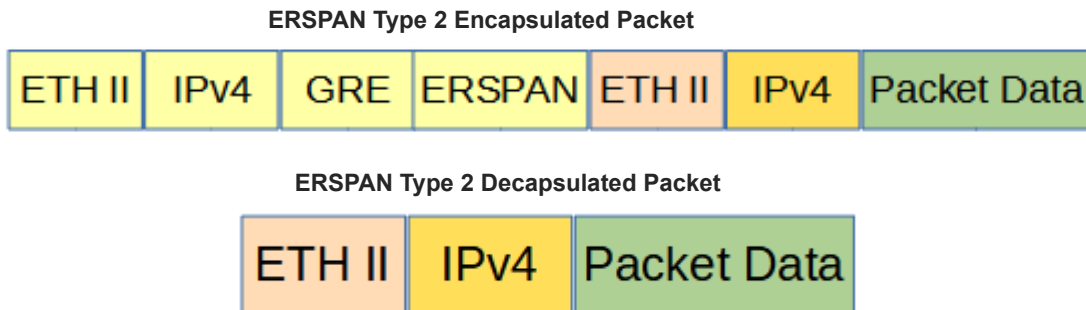 ERSPAN Type 2 Encapsulated Packet
ETH II IPv4 GRE ERSPAN ETH II IPv4 Packet Data
ERSPAN Type 2 Decapsulated Packet
ETH II IPv4 Packet Data